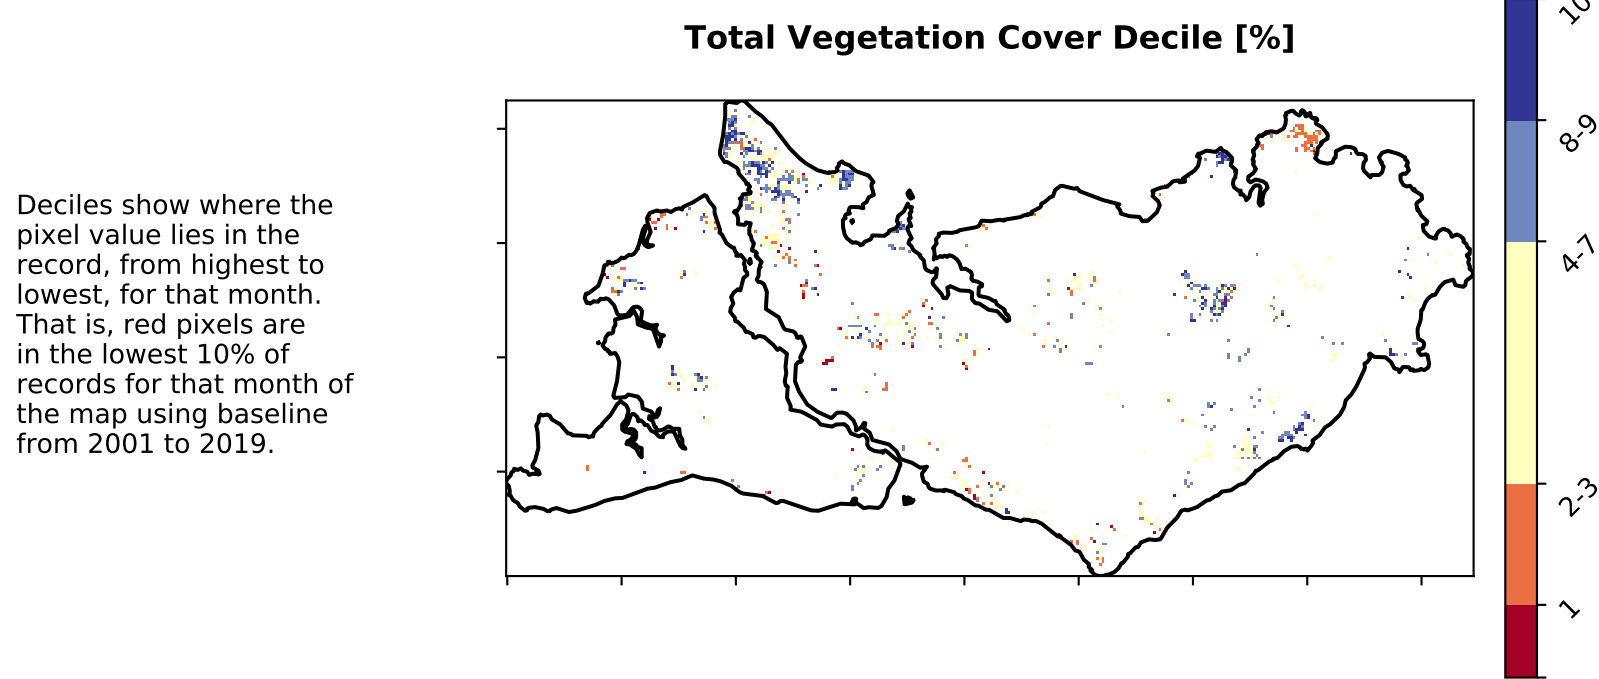 Total Vegetation Cover Decile [%]
Deciles show where the
pixel value lies in the
record, from highest to
lowest, for that month.
That is, red pixels are
in the lowest 10% of
records for that month of
the map using baseline
from 2001 to 2019.
10
8-9
4-7
2-3
1